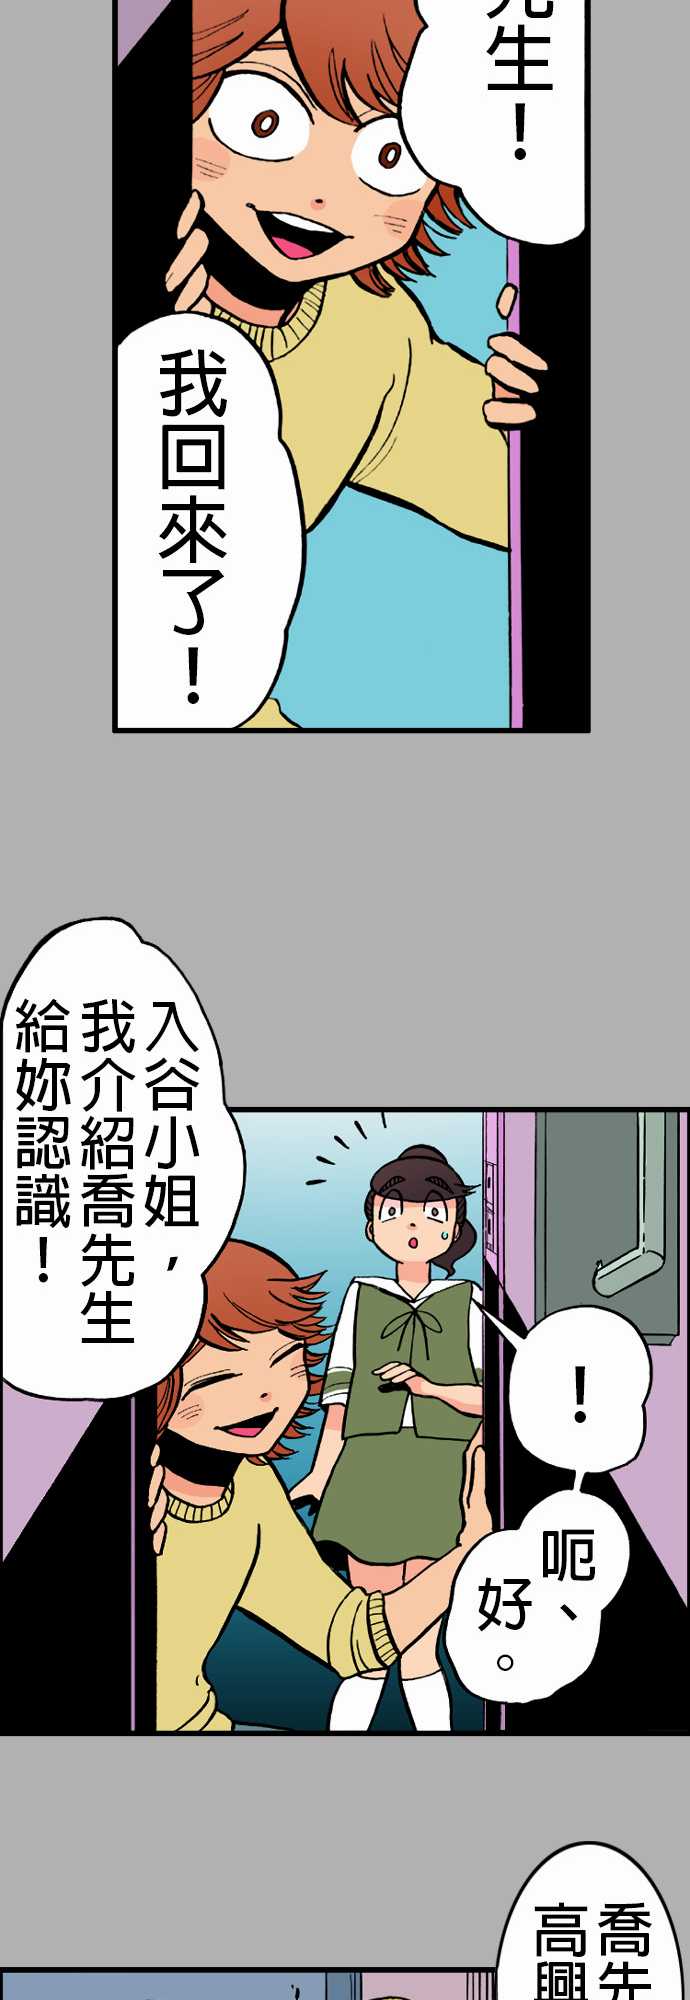 先生！
我回來了！
入谷小姐，
我介紹喬先生
給妳認識！
！
呃、
好。
喬先
高興